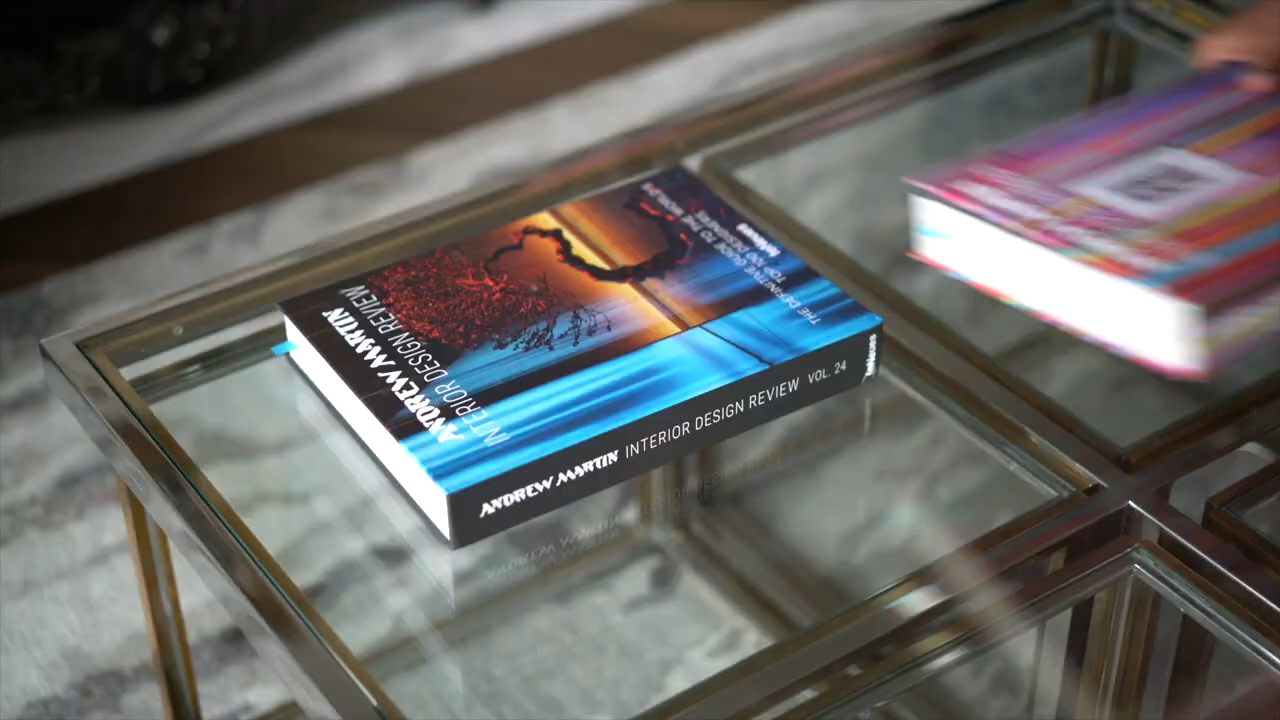 ANDREW MARTIN
INTERIOR DESIGN REVIEW
THE DEFINITIVE GUIDE TO THE WORLD'S
TOP 100 DESIGNERS
teNeues
ANDREW MARTIN INTERIOR DESIGN REVIEW VOL. 24
teNeues